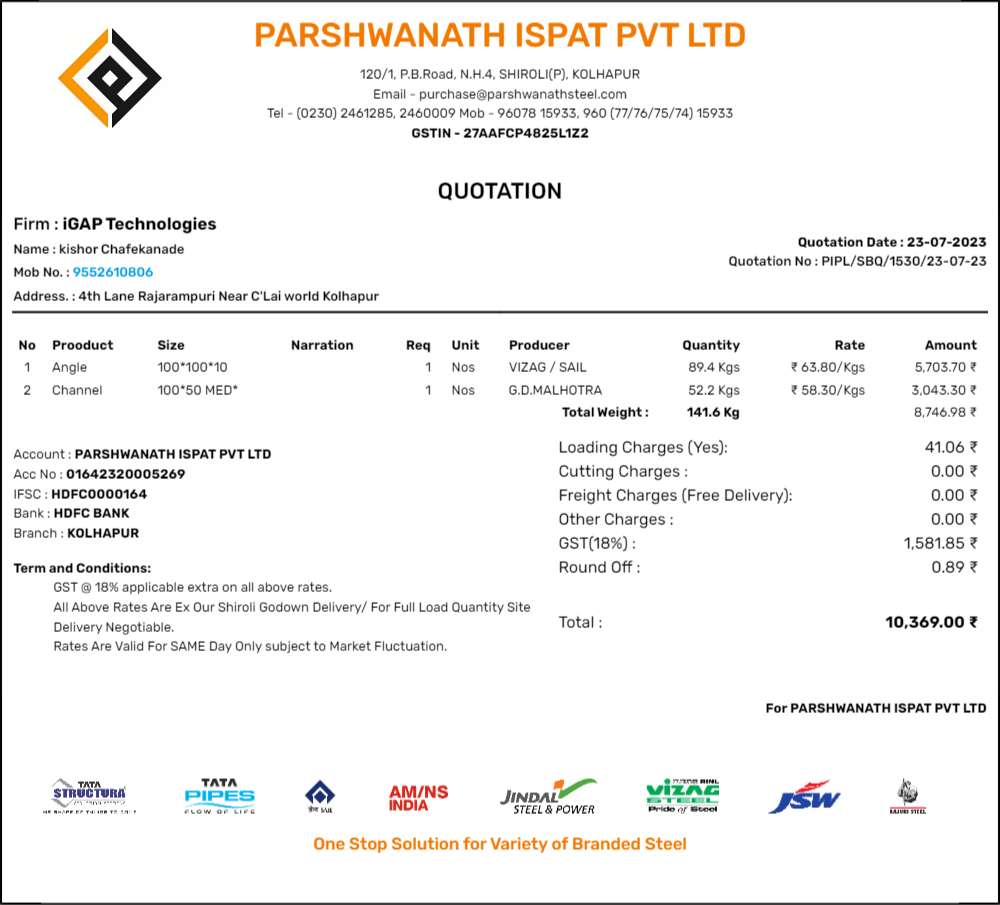 PARSHWANATH ISPAT PVT LTD
120/1, P.B.Road, N.H.4, SHIROLI(P), KOLHAPUR
Email - purchase@parshwanathsteel.com
Tel - (0230) 2461285, 2460009 Mob - 96078 15933, 960 (77/76/75/74) 15933
GSTIN - 27AAFCP4825L1Z2
QUOTATION
Firm : iGAP Technologies
Name : kishor Chafekanade
Mob No. : 9552610806
Address. : 4th Lane Rajarampuri Near C'Lai world Kolhapur
Quotation Date : 23-07-2023
Quotation No : PIPL/SBQ/1530/23-07-23
No Prooduct Size Narration Req Unit Producer Quantity Rate Amount
1 Angle 100*100*10 1 Nos VIZAG / SAIL 89.4 Kgs ₹ 63.80/Kgs 5,703.70 ₹
2 Channel 100*50 MED* 1 Nos G.D.MALHOTRA 52.2 Kgs ₹ 58.30/Kgs 3,043.30 ₹
Total Weight : 141.6 Kg 8,746.98 ₹
Account : PARSHWANATH ISPAT PVT LTD
Acc No : 01642320005269
IFSC : HDFC0000164
Bank : HDFC BANK
Branch : KOLHAPUR
Term and Conditions:
GST @ 18% applicable extra on all above rates.
All Above Rates Are Ex Our Shiroli Godown Delivery/ For Full Load Quantity Site
Delivery Negotiable.
Rates Are Valid For SAME Day Only subject to Market Fluctuation.
Loading Charges (Yes): 41.06 ₹
Cutting Charges : 0.00 ₹
Freight Charges (Free Delivery): 0.00 ₹
Other Charges : 0.00 ₹
GST(18%) : 1,581.85 ₹
Round Off : 0.89 ₹
Total : 10,369.00 ₹
For PARSHWANATH ISPAT PVT LTD
TATA
STRUCTURA
TATA
PIPES
FLOW OF LIFE
सेल SAIL
AM/NS
INDIA
JINDAL
STEEL & POWER
RINL
VIZAG
STEEL
Pride of Steel
JSW
RAJURI STEEL
One Stop Solution for Variety of Branded Steel